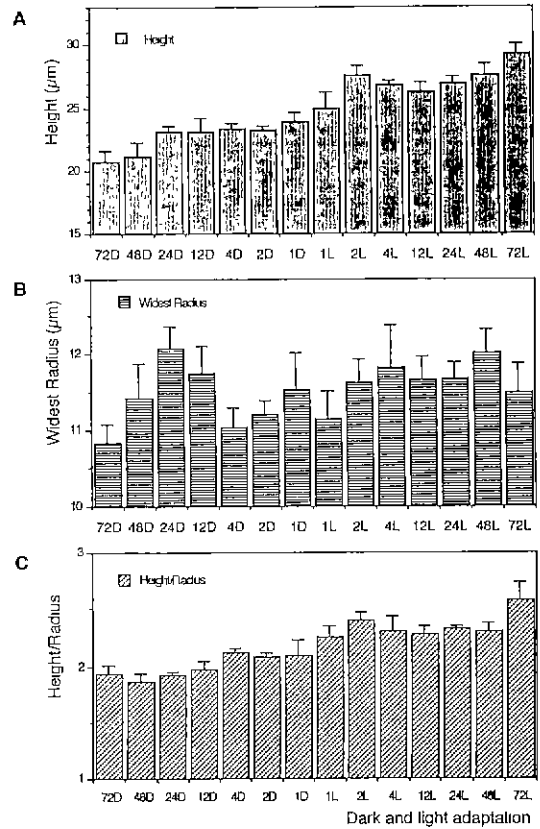 A
Height (μm)
30
25
20
15
Height
72D 48D 24D 12D 4D 2D 1D 1L 2L 4L 12L 24L 48L 72L
B
Widest Radius (μm)
13
12
11
10
Widest Radius
72D 48D 24D 12D 4D 2D 1D 1L 2L 4L 12L 24L 48L 72L
C
Height/Radius
3
2
1
Height/Radius
72D 48D 24D 12D 4D 2D 1D 1L 2L 4L 12L 24L 48L 72L
Dark and light adaptation